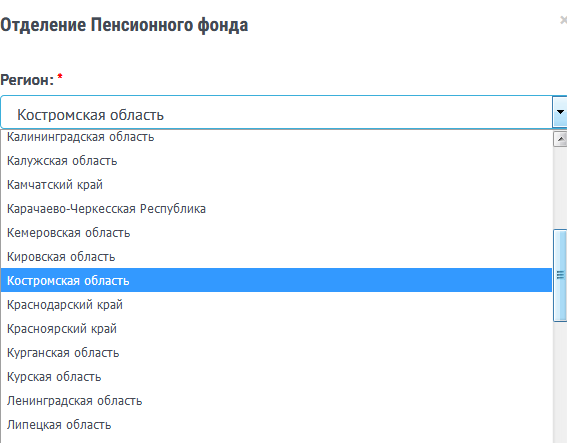 Отделение Пенсионного фонда
Регион: *
Костромская область
Калининградская область
Калужская область
Камчатский край
Карачаево-Черкесская Республика
Кемеровская область
Кировская область
Костромская область
Краснодарский край
Красноярский край
Курганская область
Курская область
Ленинградская область
Липецкая область